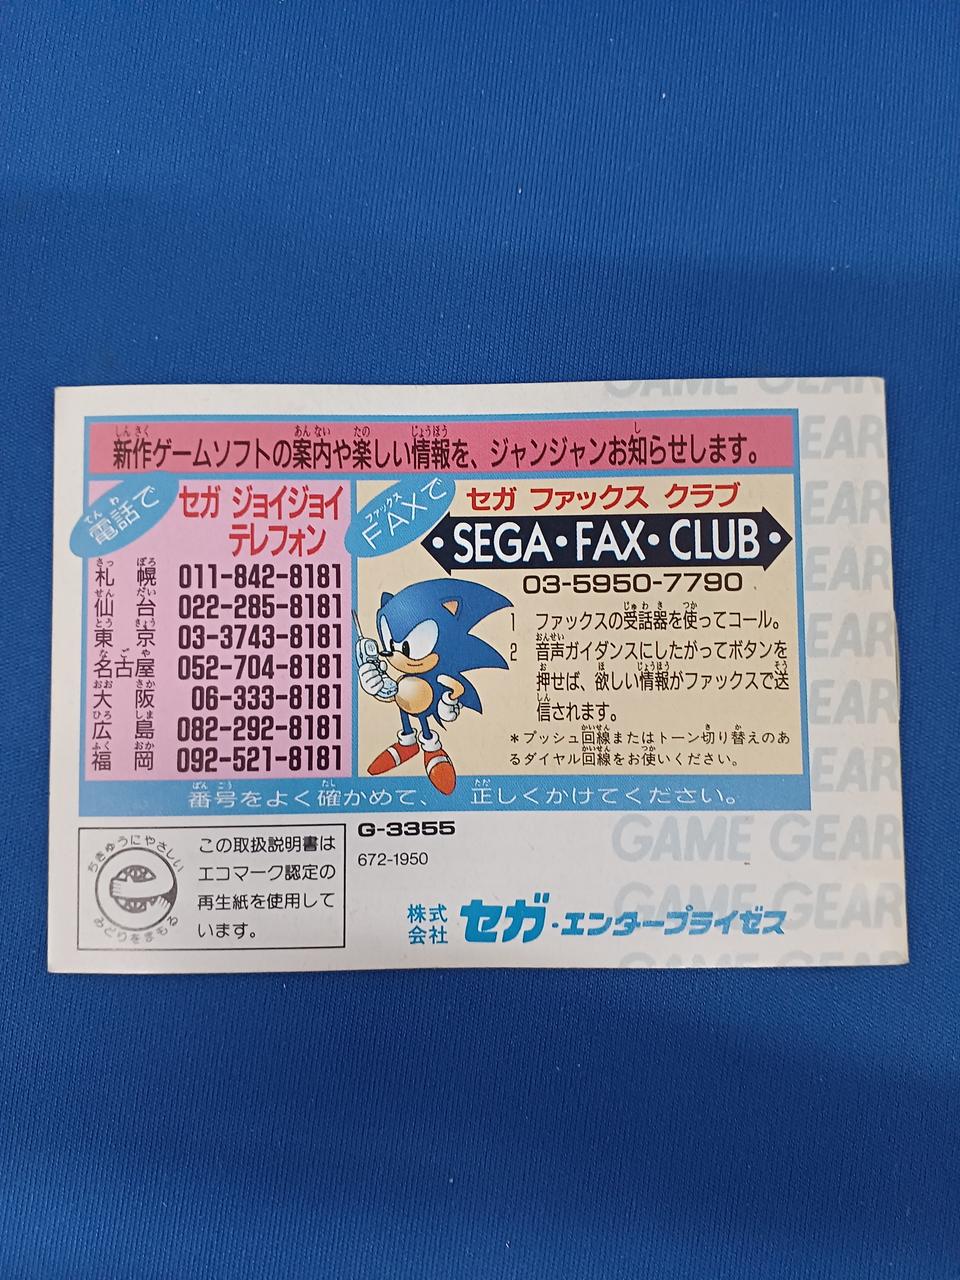 新作ゲームソフトの案内や楽しい情報を、ジャンジャンお知らせします。
電話で
セガ ジョイジョイ
テレフォン
札幌 011-842-8181
仙台 022-285-8181
東京 03-3743-8181
名古屋 052-704-8181
大阪 06-333-8181
広島 082-292-8181
福岡 092-521-8181
FAXで
セガ ファックス クラブ
・SEGA・FAX・CLUB・
03-5950-7790
1 ファックスの受話器を使ってコール。
2 音声ガイダンスにしたがってボタンを
押せば、欲しい情報がファックスで送
信されます。
*プッシュ回線またはトーン切り替えのあ
るダイヤル回線をお使いください。
番号をよく確かめて、 正しくかけてください。
ちきゅうにやさしい
みどりをまもる
この取扱説明書は
エコマーク認定の
再生紙を使用して
います。
G-3355
672-1950
株式会社 セガ・エンタープライゼス
GAME GEAR
EAR
EAR
EAR
EAR
EAR
EAR
GAME GEAR
GAME GEAR